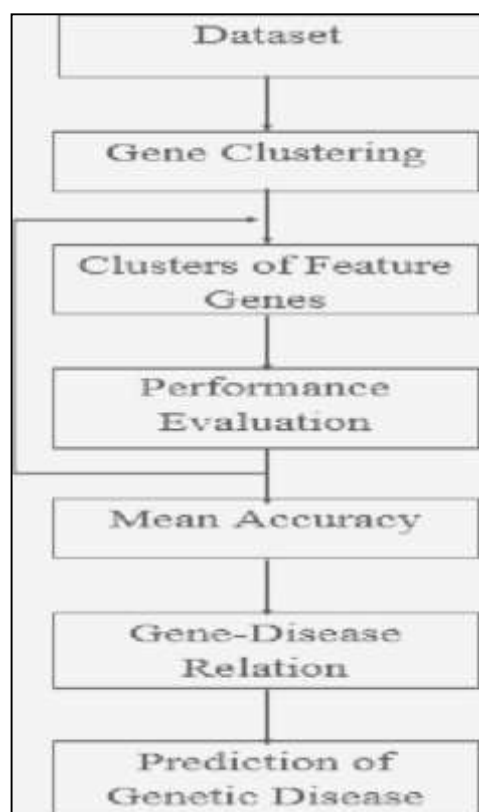 Dataset
Gene Clustering
Clusters of Feature
Genes
Performance
Evaluation
Mean Accuracy
Gene-Disease
Relation
Prediction of
Genetic Disease